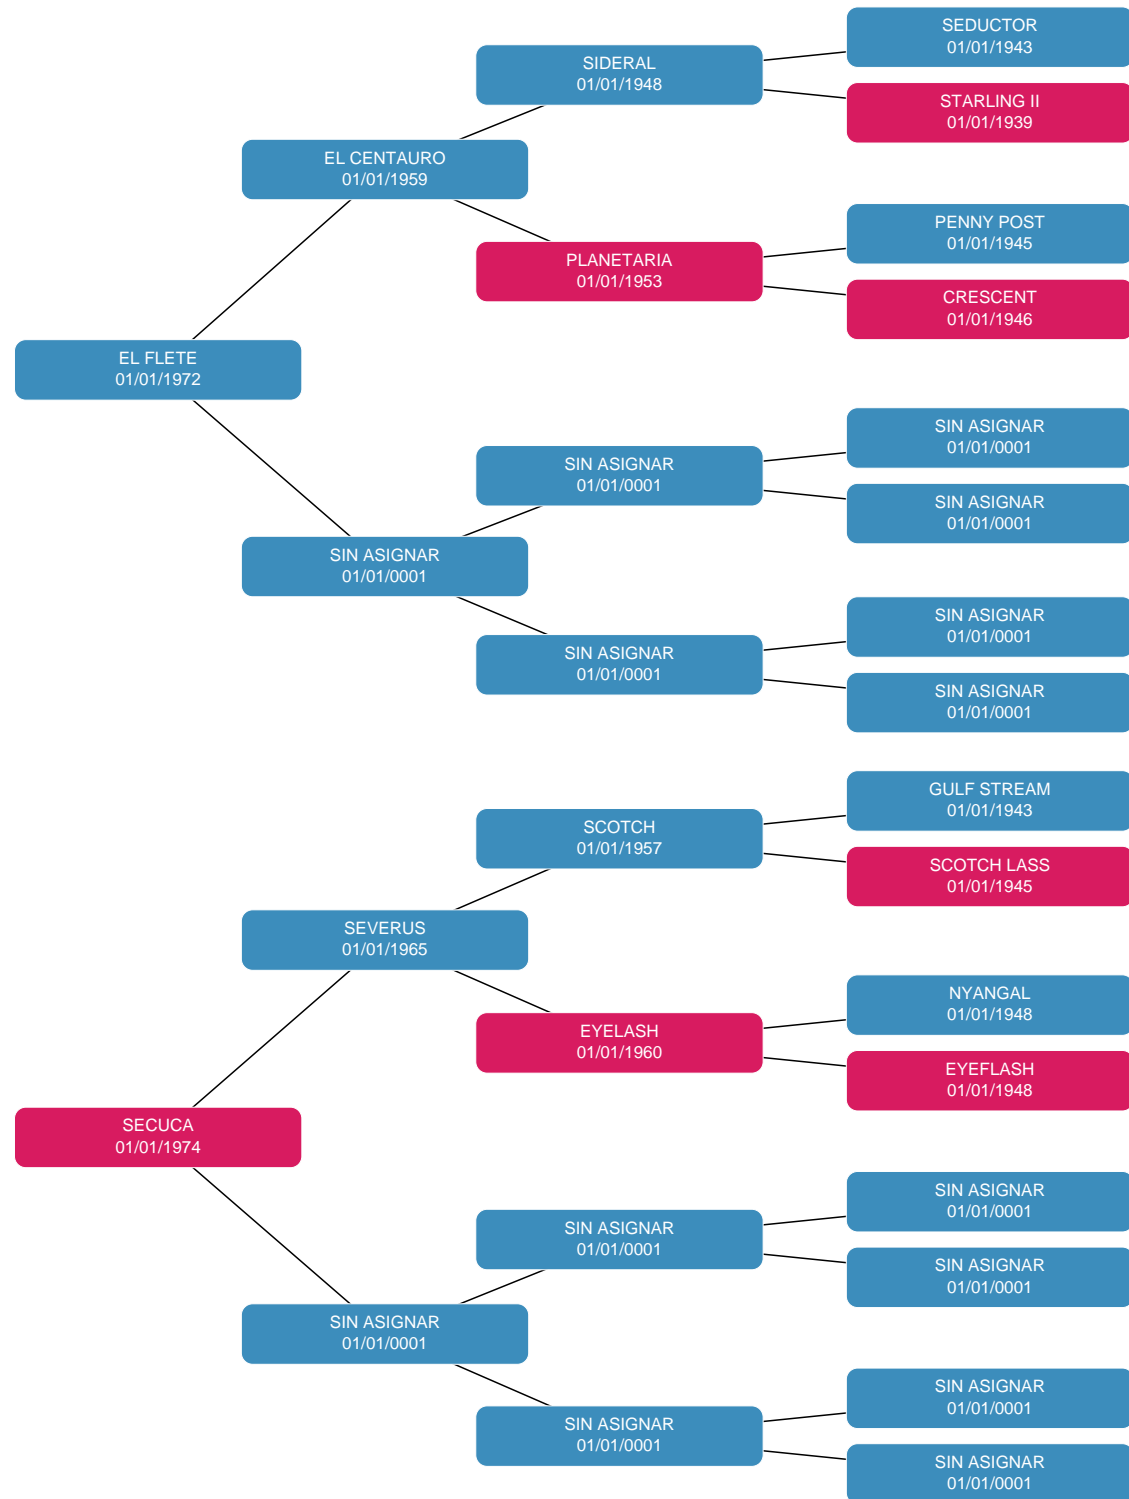 SEDUCTOR
01/01/1943
SIDERAL
01/01/1948
STARLING II
01/01/1939
EL CENTAURO
01/01/1959
PENNY POST
01/01/1945
PLANETARIA
01/01/1953
CRESCENT
01/01/1946
EL FLETE
01/01/1972
SIN ASIGNAR
01/01/0001
SIN ASIGNAR
01/01/0001
SIN ASIGNAR
01/01/0001
SIN ASIGNAR
01/01/0001
SIN ASIGNAR
01/01/0001
SIN ASIGNAR
01/01/0001
SIN ASIGNAR
01/01/0001
GULF STREAM
01/01/1943
SCOTCH
01/01/1957
SCOTCH LASS
01/01/1945
SEVERUS
01/01/1965
NYANGAL
01/01/1948
EYELASH
01/01/1960
EYEFLASH
01/01/1948
SECUCA
01/01/1974
SIN ASIGNAR
01/01/0001
SIN ASIGNAR
01/01/0001
SIN ASIGNAR
01/01/0001
SIN ASIGNAR
01/01/0001
SIN ASIGNAR
01/01/0001
SIN ASIGNAR
01/01/0001
SIN ASIGNAR
01/01/0001